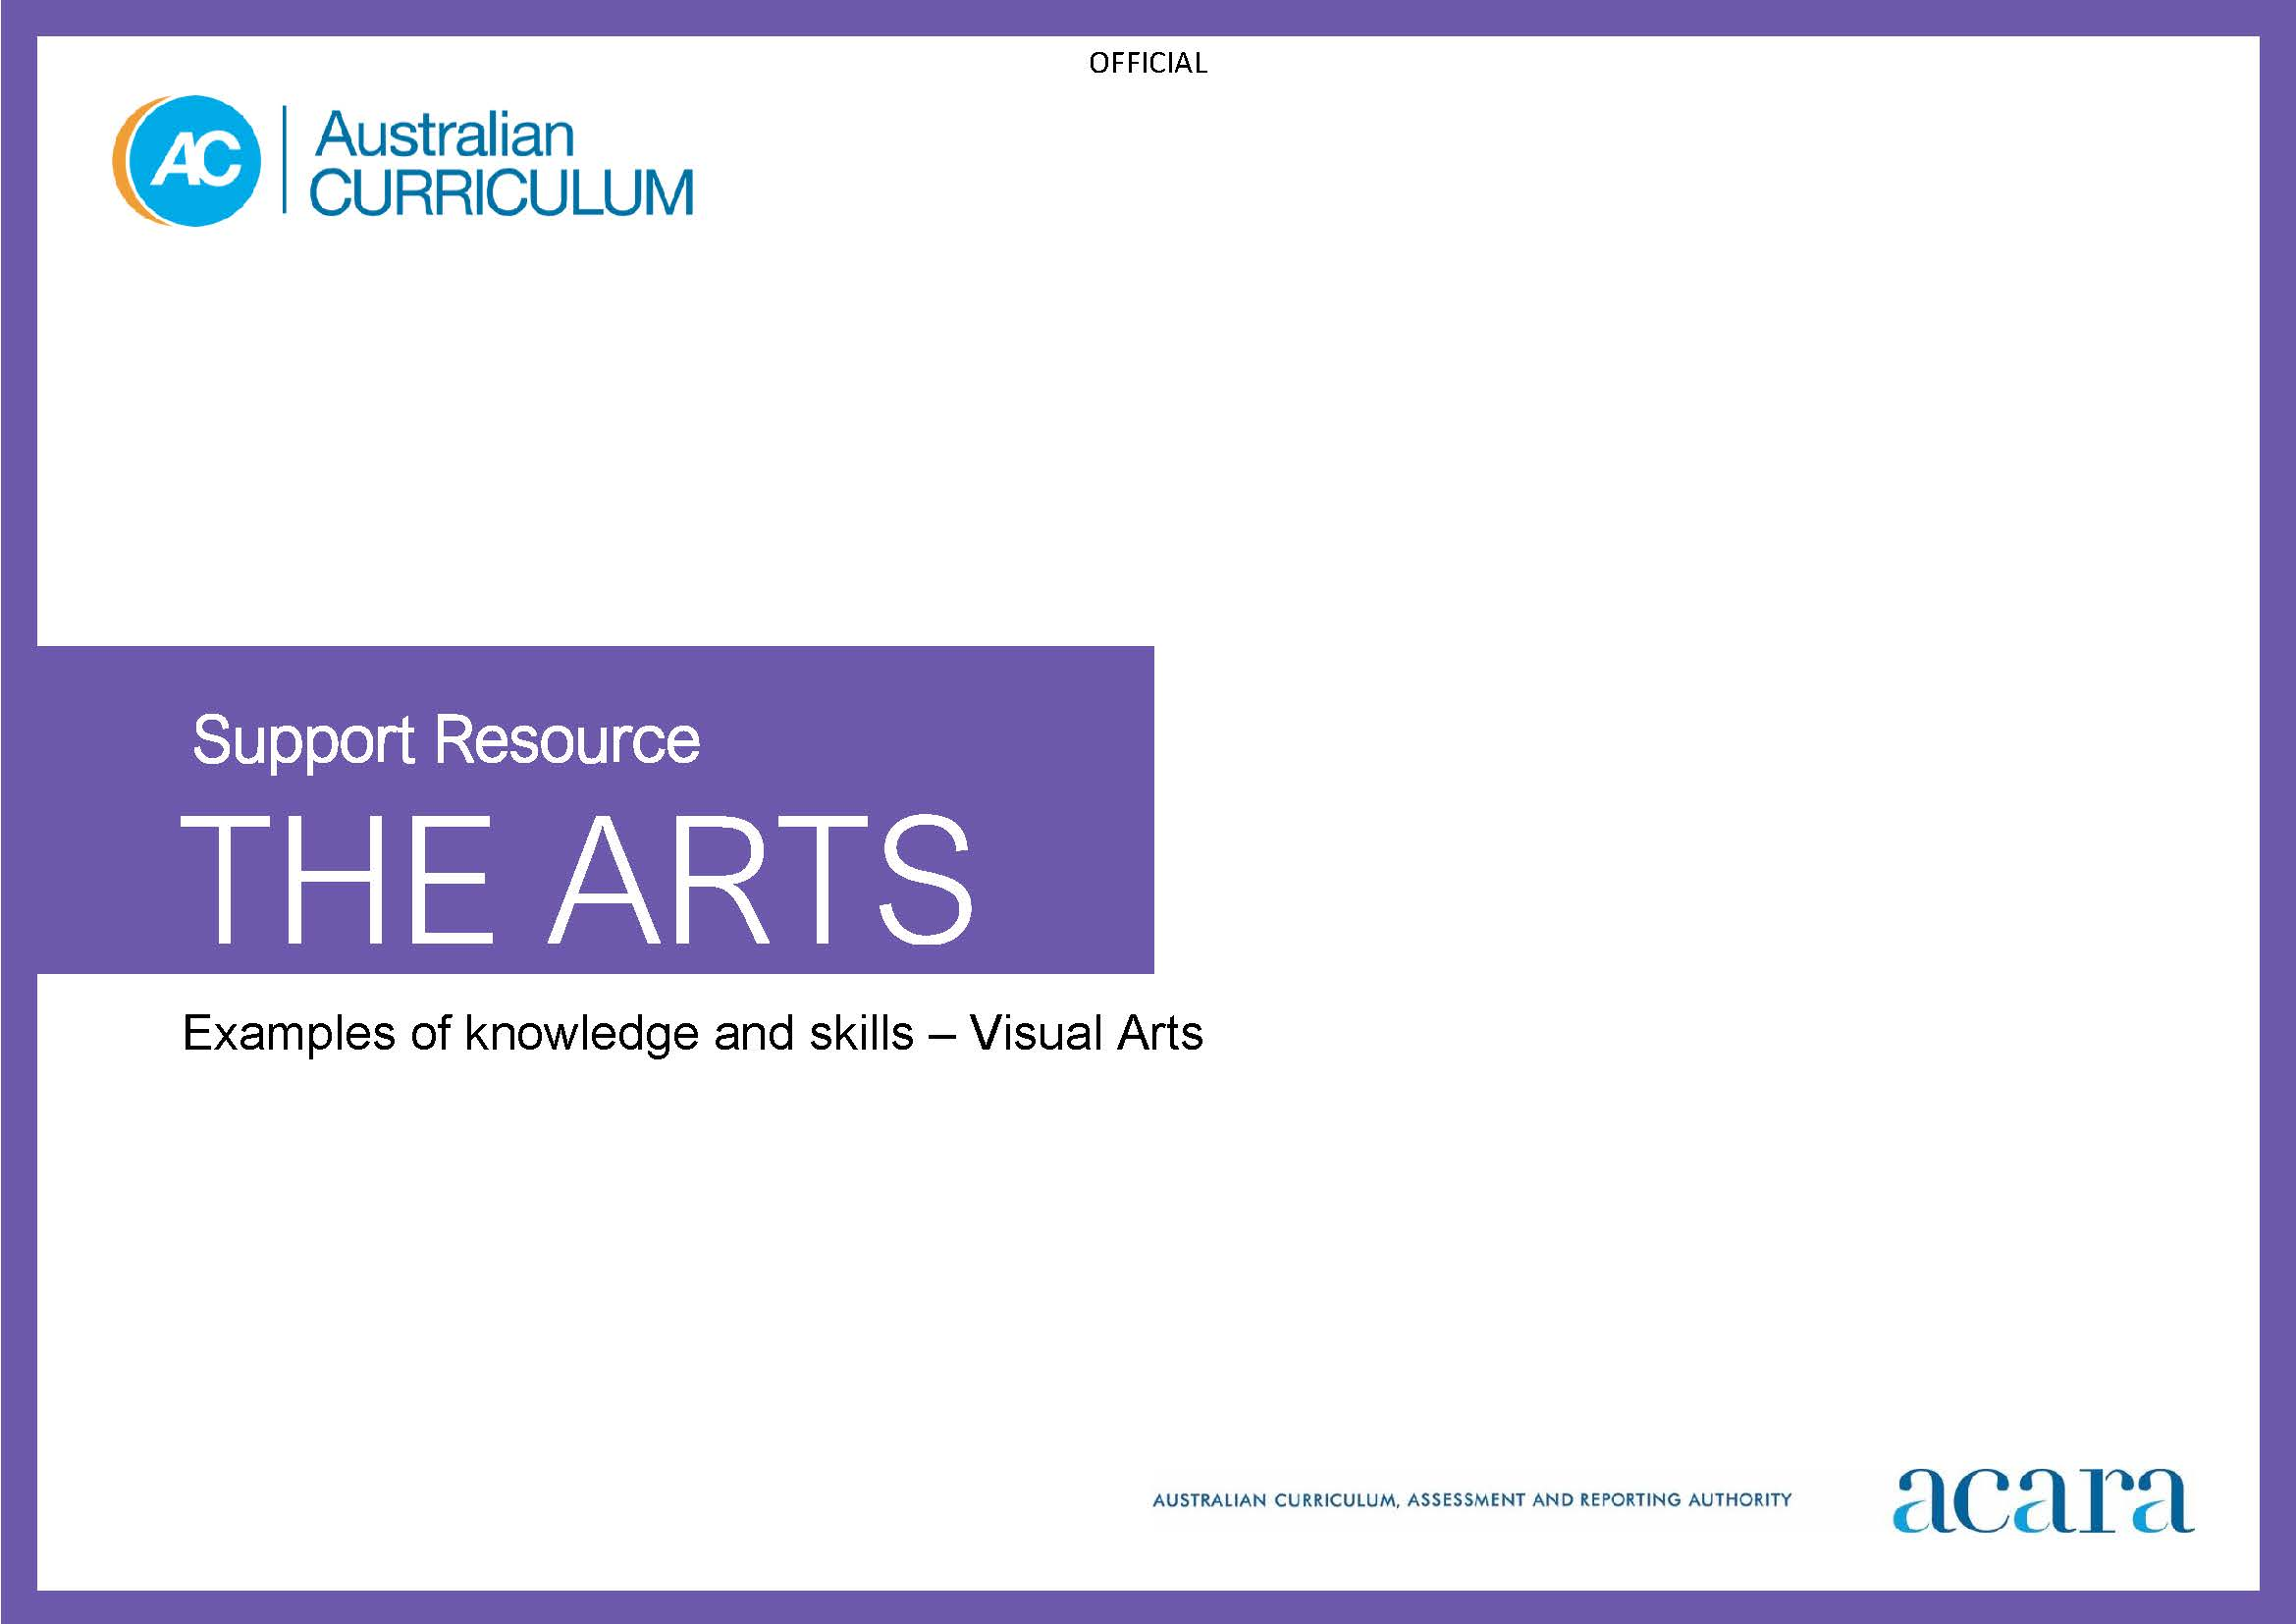 OFFICIAL
AC
Australian
CURRICULUM
Support Resource
THE ARTS
Examples of knowledge and skills – Visual Arts
AUSTRALIAN CURRICULUM, ASSESSMENT AND REPORTING AUTHORITY
acara